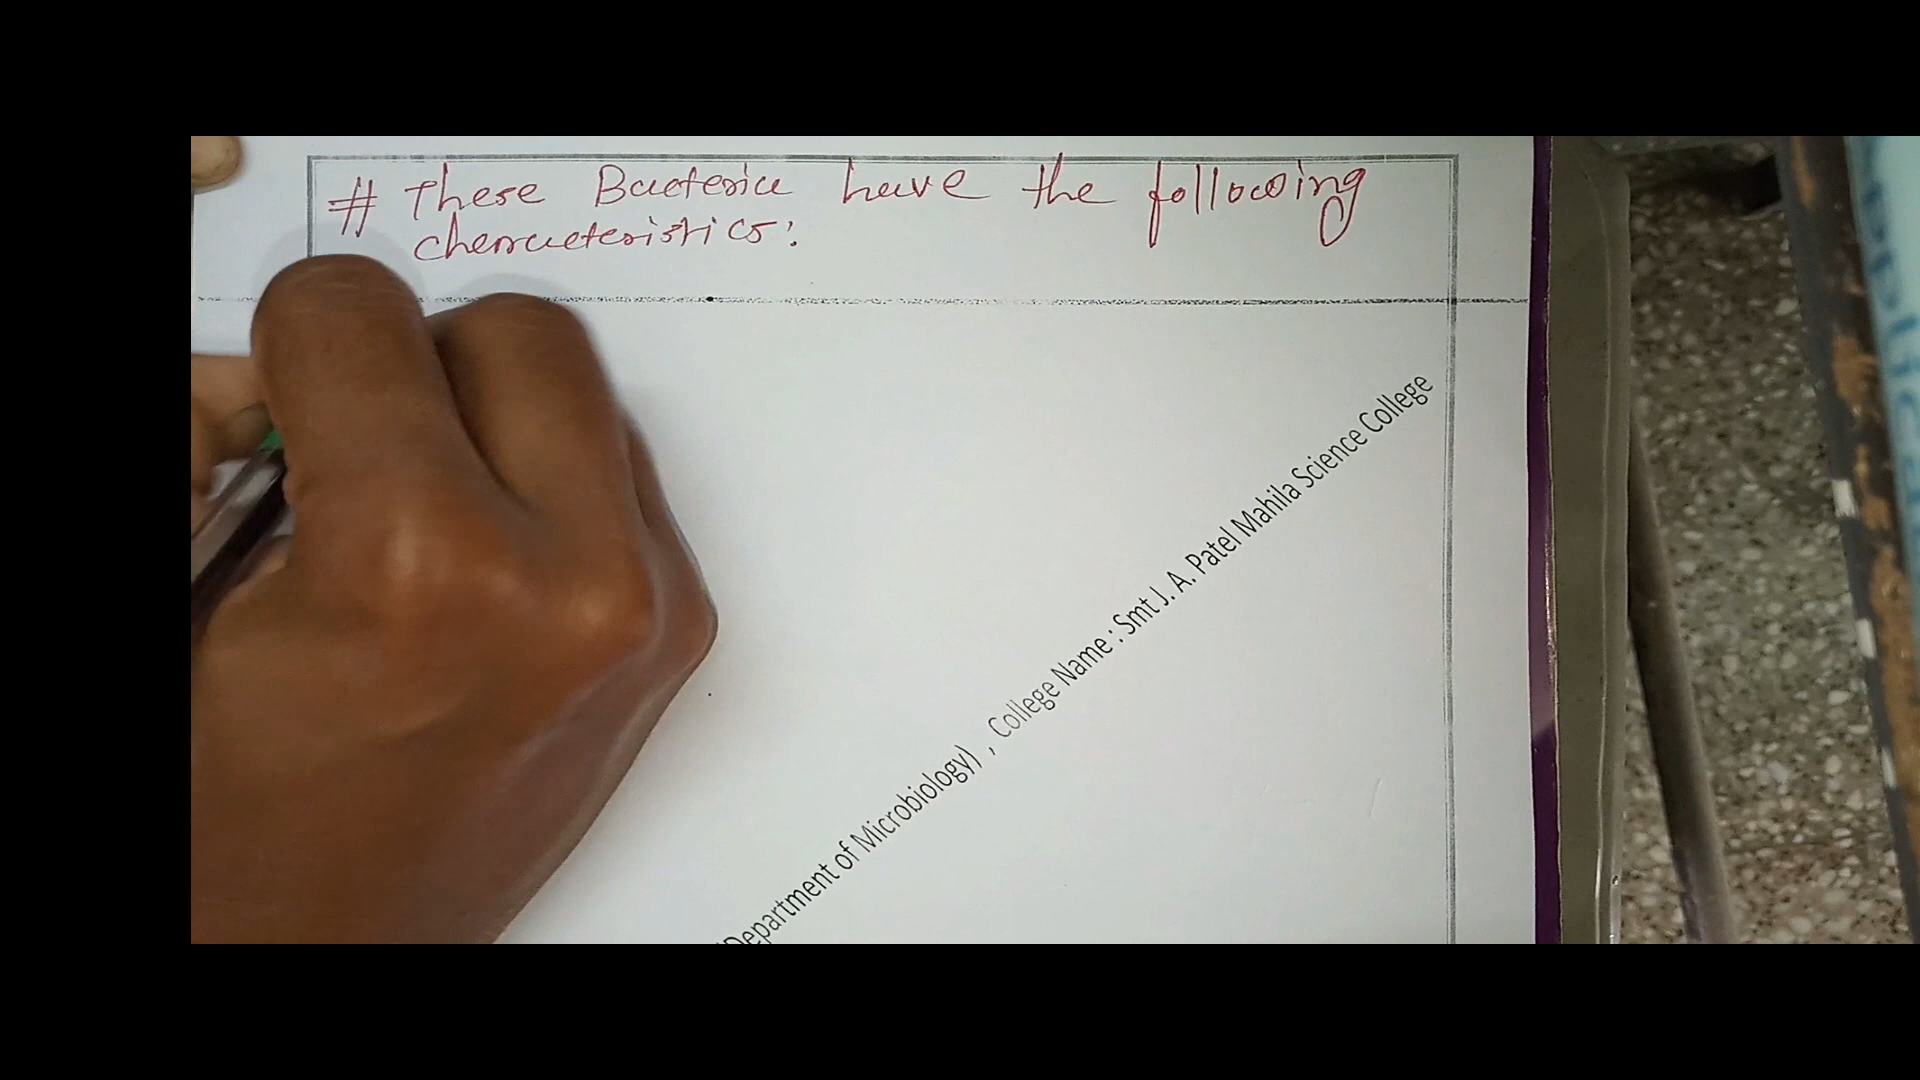 # These Bacteria have the following
characteristics:
Department of Microbiology) , College Name : Smt J. A. Patel Mahila Science College